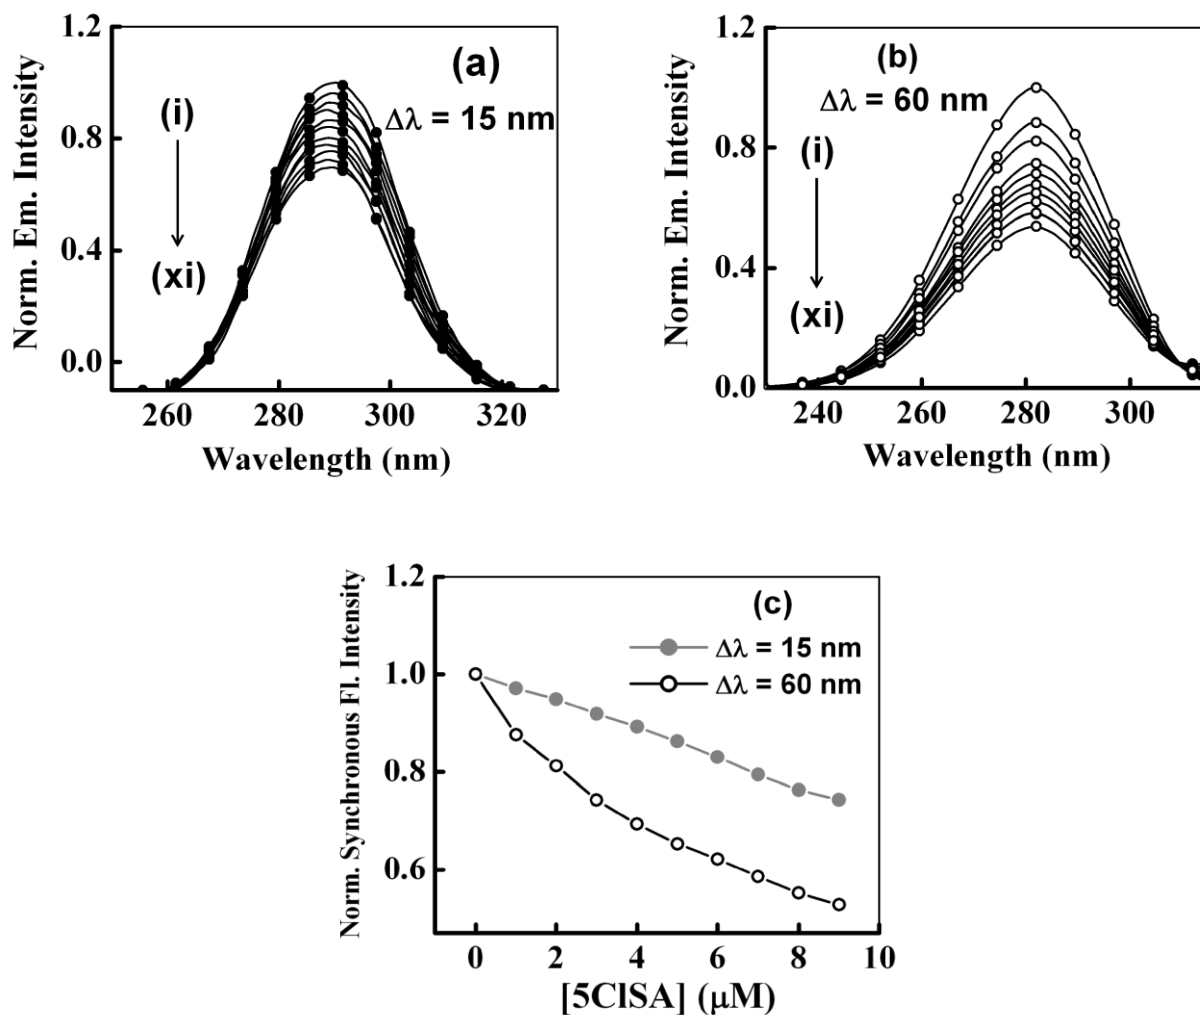 1.2
0.8
0.4
0.0
Norm. Em. Intensity
(i)
(xi)
(a)
Δλ = 15 nm
260 280 300 320
Wavelength (nm)
1.2
0.8
0.4
0.0
Norm. Em. Intensity
(i)
(xi)
(b)
Δλ = 60 nm
240 260 280 300
Wavelength (nm)
1.2
1.0
0.8
0.6
Norm. Synchronous Fl. Intensity
(c)
Δλ = 15 nm
Δλ = 60 nm
0 2 4 6 8 10
[5ClSA] (μM)